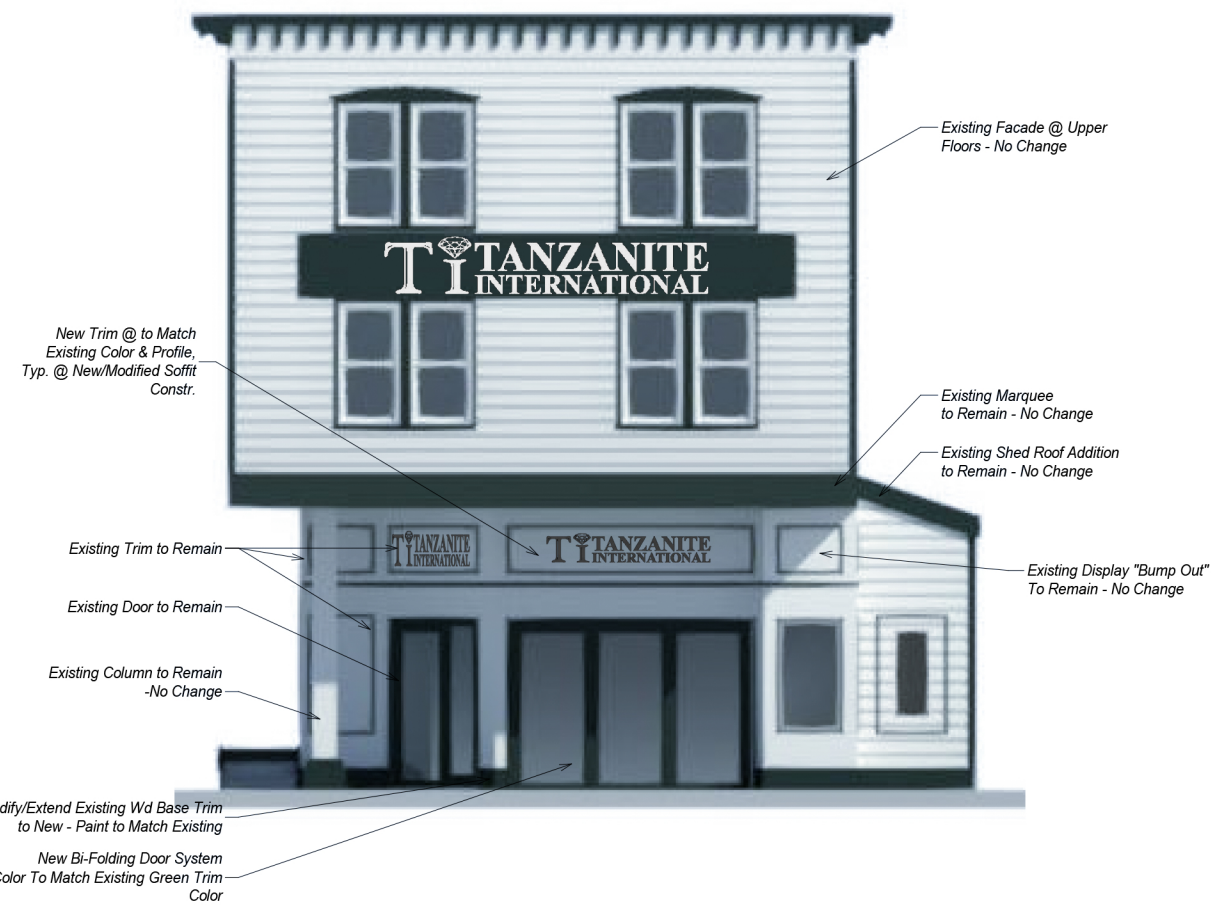 Existing Facade @ Upper
Floors - No Change
Ti TANZANITE
INTERNATIONAL
New Trim @ to Match
Existing Color & Profile,
Typ. @ New/Modified Soffit
Constr.
Existing Marquee
to Remain - No Change
Existing Shed Roof Addition
to Remain - No Change
Existing Trim to Remain
Ti TANZANITE
INTERNATIONAL
Ti TANZANITE
INTERNATIONAL
Existing Display "Bump Out"
To Remain - No Change
Existing Door to Remain
Existing Column to Remain
-No Change
dify/Extend Existing Wd Base Trim
to New - Paint to Match Existing
New Bi-Folding Door System
Color To Match Existing Green Trim
Color